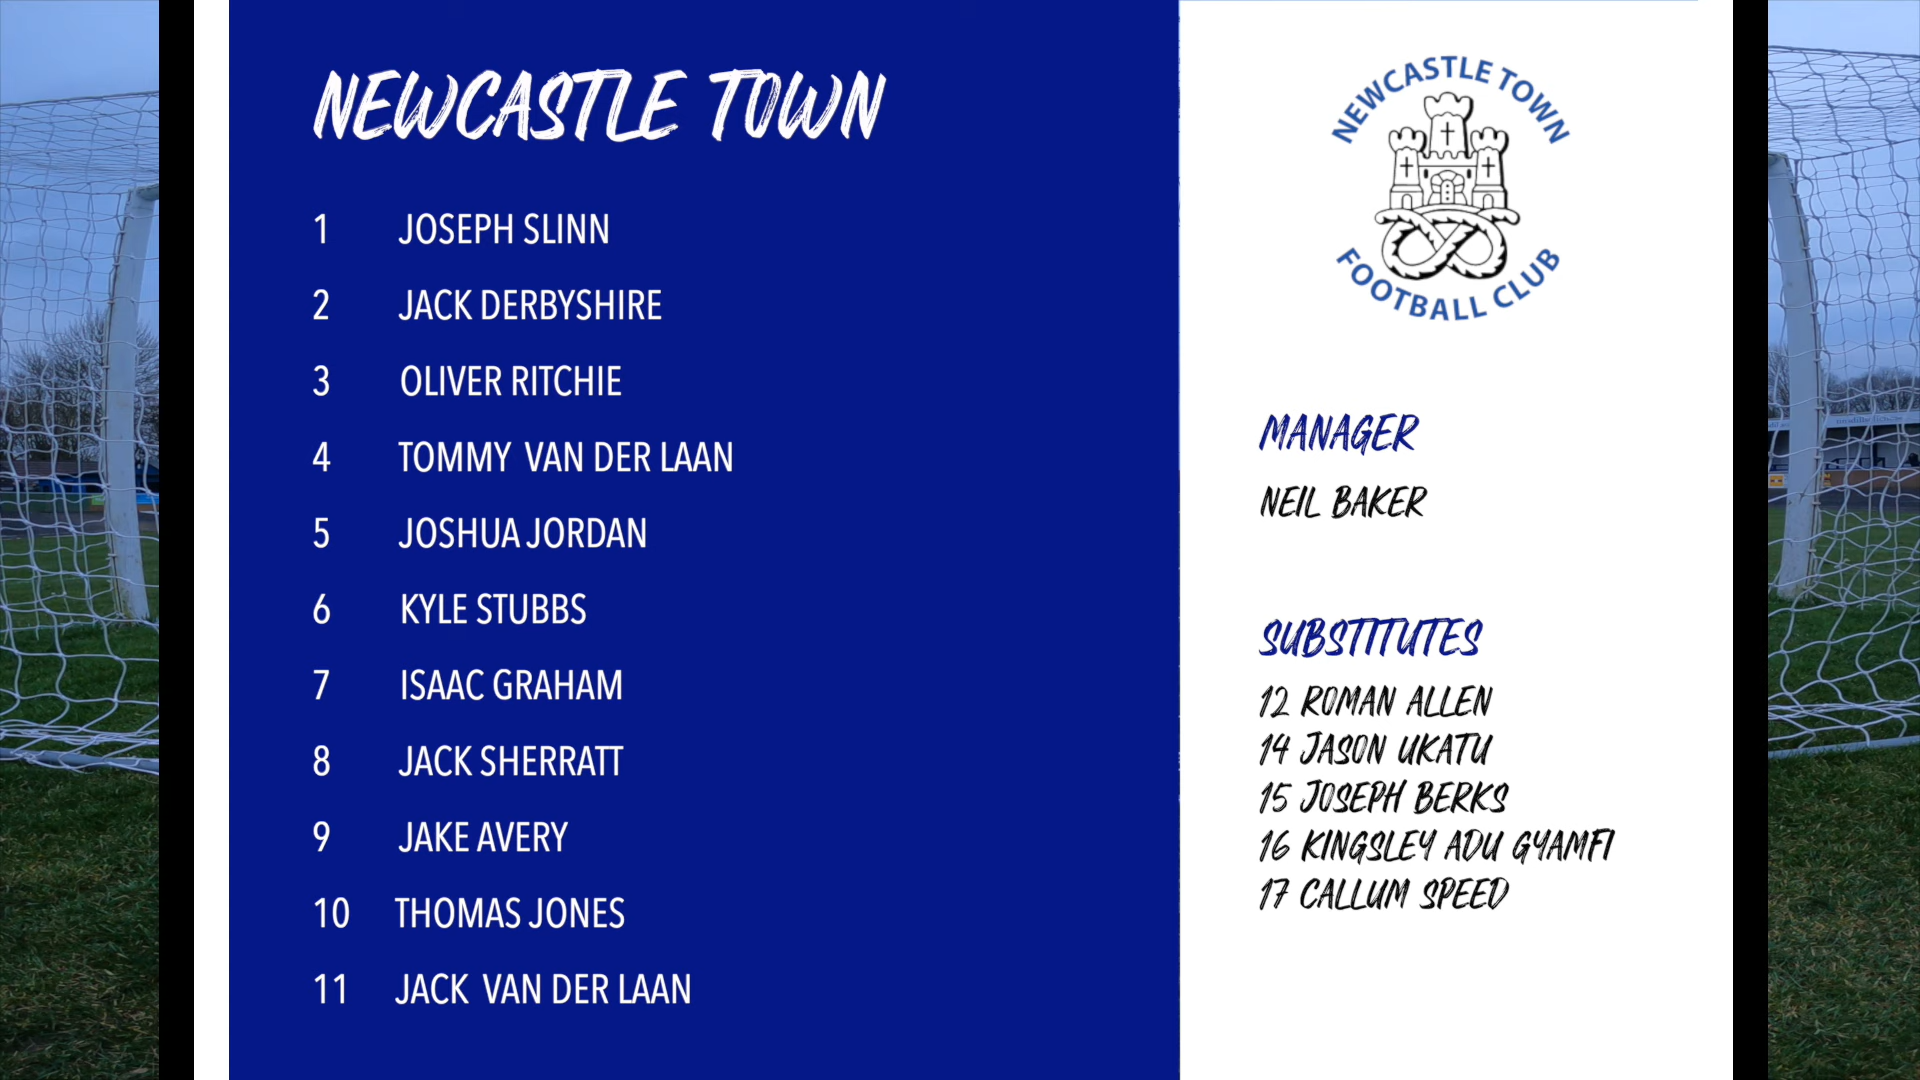 NEWCASTLE TOWN
1 JOSEPH SLINN
2 JACK DERBYSHIRE
3 OLIVER RITCHIE
4 TOMMY VAN DER LAAN
5 JOSHUA JORDAN
6 KYLE STUBBS
7 ISAAC GRAHAM
8 JACK SHERRATT
9 JAKE AVERY
10 THOMAS JONES
11 JACK VAN DER LAAN
NEWCASTLE TOWN
FOOTBALL CLUB
MANAGER
NEIL BAKER
SUBSTITUTES
12 ROMAN ALLEN
14 JASON UKATU
15 JOSEPH BERKS
16 KINGSLEY ADU GYAMFI
17 CALLUM SPEED